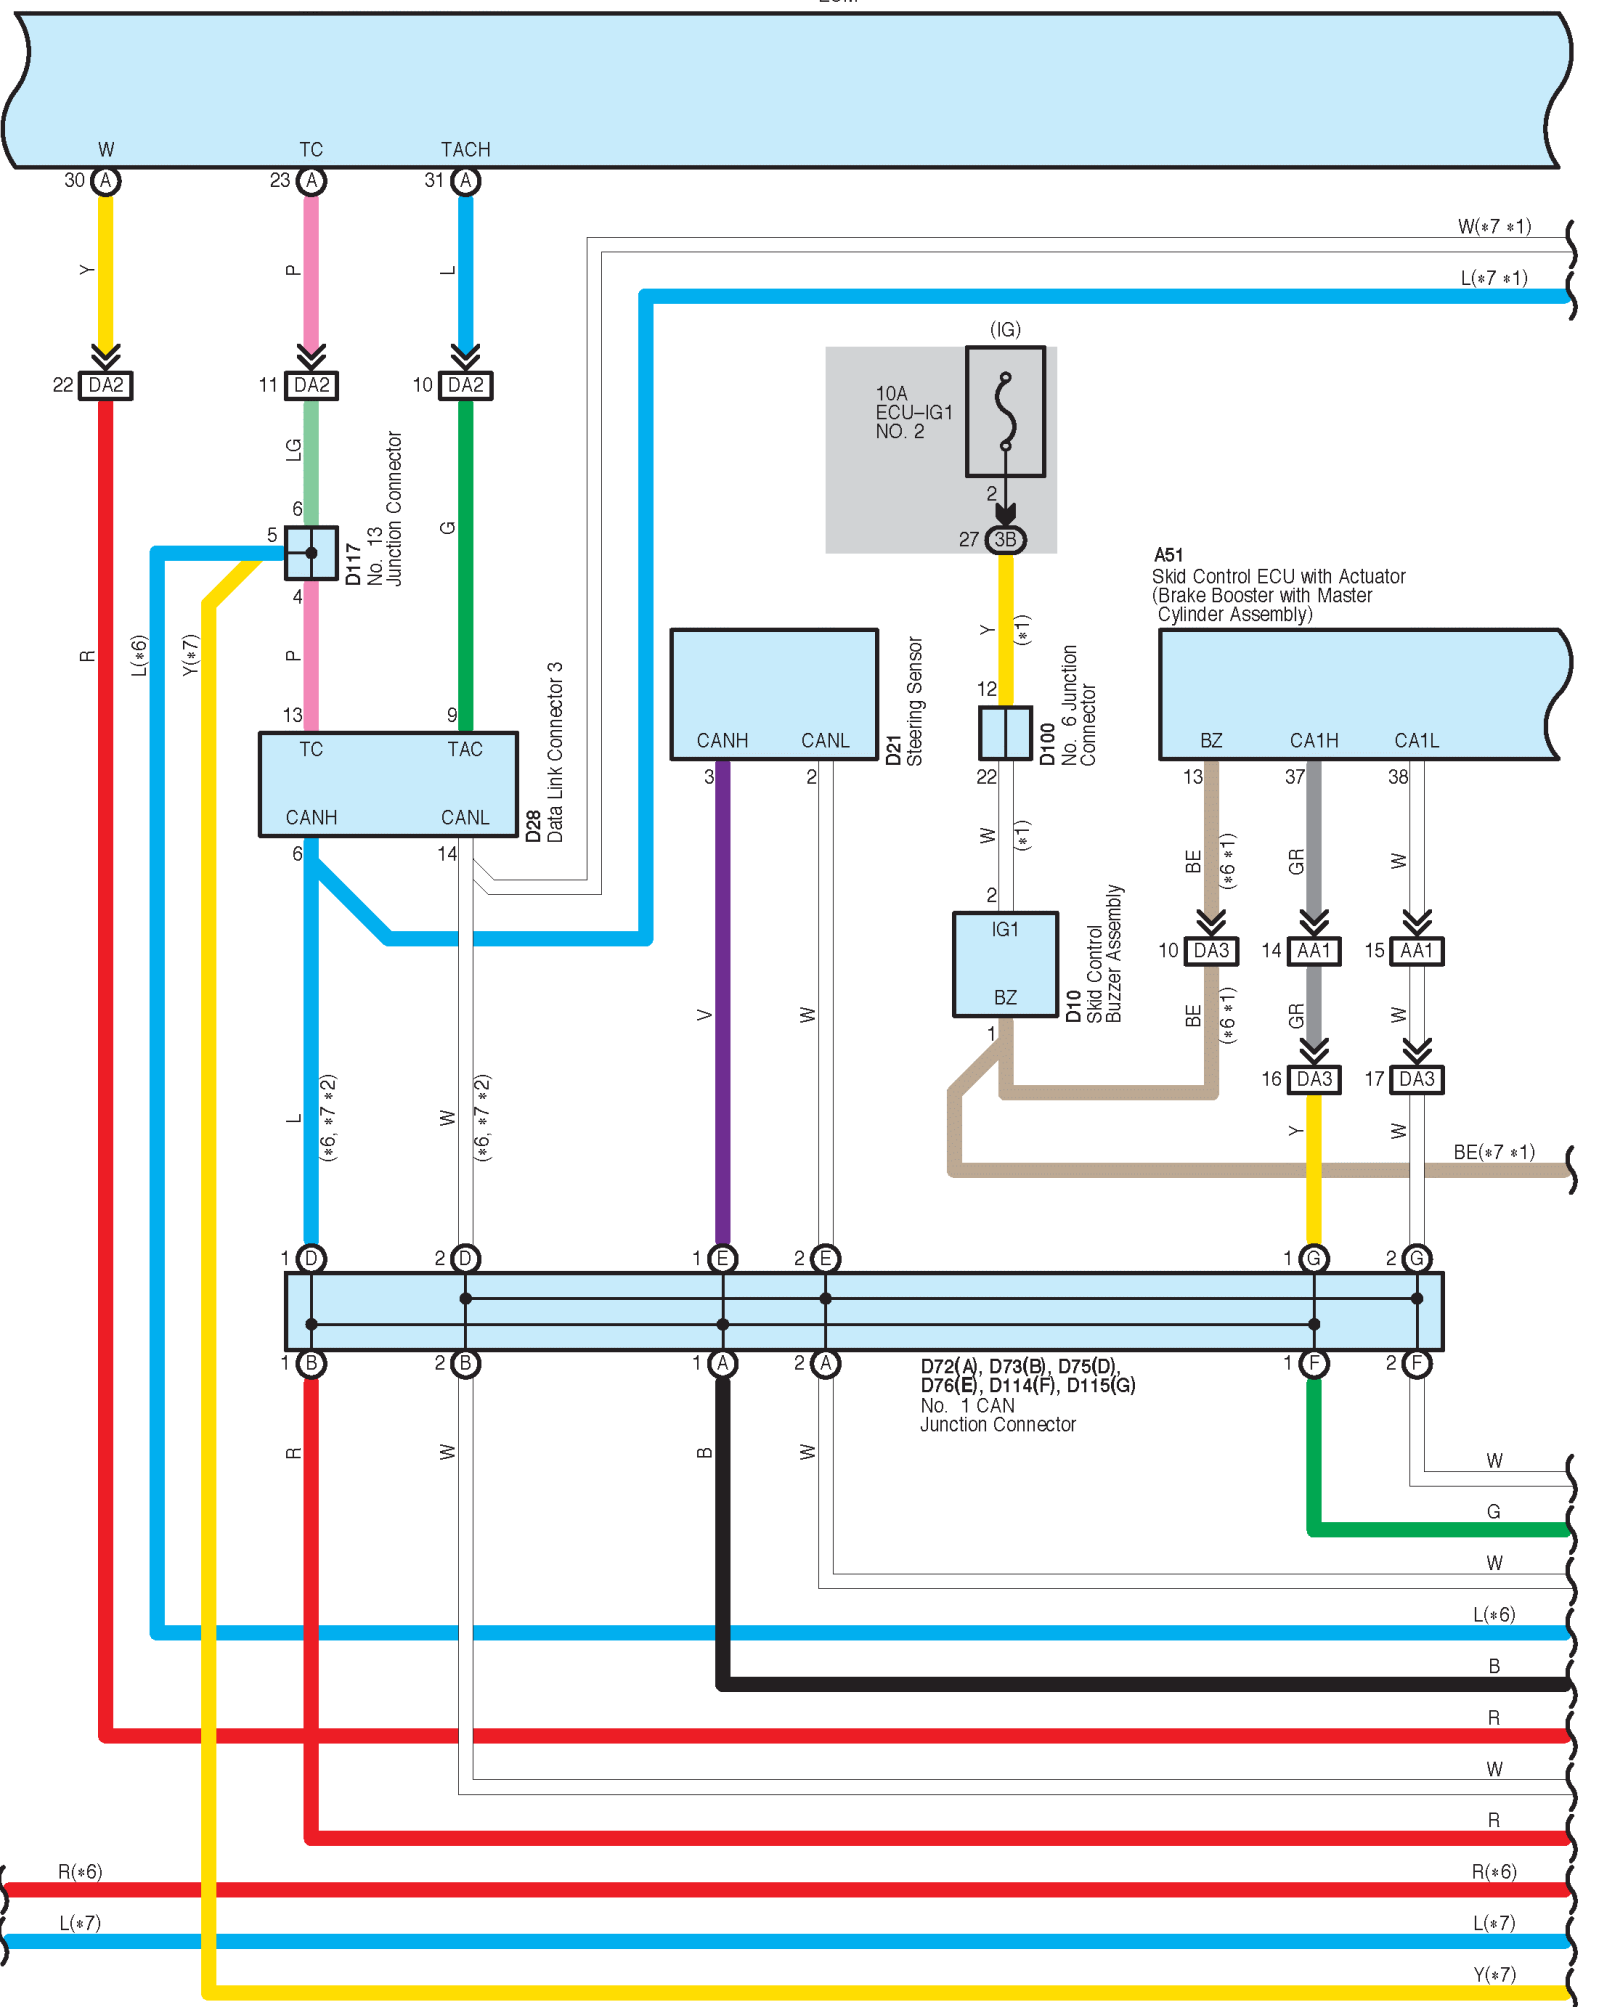 W
TC
TACH
30 A
23 A
31 A
W(*7 *1)
Y
P
L
L(*7 *1)
(IG)
22 DA2
11 DA2
10 DA2
10A
ECU–IG1
NO. 2
LG
2
6
G
5
27 3B
D117
No. 13
Junction Connector
4
A51
Skid Control ECU with Actuator
(Brake Booster with Master
Cylinder Assembly)
R
L(*6)
Y(*7)
P
Y
(*1)
13
9
12
D28
Data Link Connector 3
D21
Steering Sensor
D100
No. 6 Junction
Connector
TC
TAC
CANH
CANL
BZ
CA1H
CA1L
3
2
22
13
37
38
CANH
CANL
W
(*1)
BE
(*6 *1)
GR
W
6
14
2
IG1
10 DA3
14 AA1
15 AA1
BZ
D10
Skid Control
Buzzer Assembly
V
W
BE
(*6 *1)
GR
W
1
16 DA3
17 DA3
L
(*6, *7 *2)
W
(*6, *7 *2)
Y
W
BE(*7 *1)
1 D
2 D
1 E
2 E
1 G
2 G
1 B
2 B
1 A
2 A
1 F
2 F
D72(A), D73(B), D75(D),
D76(E), D114(F), D115(G)
No. 1 CAN
Junction Connector
R
W
B
W
W
G
W
L(*6)
B
R
W
R
R(*6)
R(*6)
L(*7)
L(*7)
Y(*7)